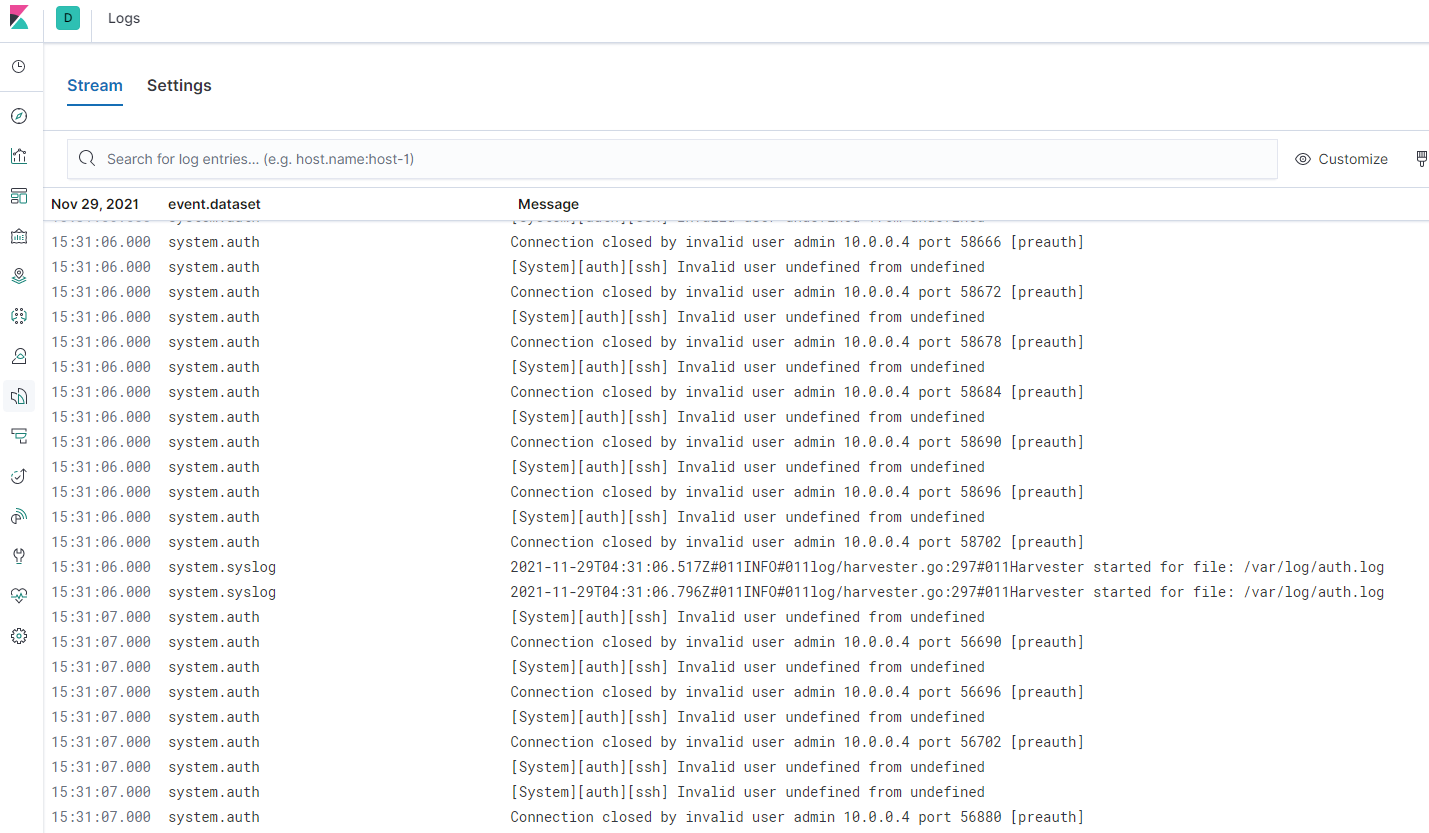 D Logs
Stream Settings
Search for log entries... (e.g. host.name:host-1) Customize
Nov 29, 2021 event.dataset Message
15:31:06.000 system.auth Connection closed by invalid user admin 10.0.0.4 port 58666 [preauth]
15:31:06.000 system.auth [System][auth][ssh] Invalid user undefined from undefined
15:31:06.000 system.auth Connection closed by invalid user admin 10.0.0.4 port 58672 [preauth]
15:31:06.000 system.auth [System][auth][ssh] Invalid user undefined from undefined
15:31:06.000 system.auth Connection closed by invalid user admin 10.0.0.4 port 58678 [preauth]
15:31:06.000 system.auth [System][auth][ssh] Invalid user undefined from undefined
15:31:06.000 system.auth Connection closed by invalid user admin 10.0.0.4 port 58684 [preauth]
15:31:06.000 system.auth [System][auth][ssh] Invalid user undefined from undefined
15:31:06.000 system.auth Connection closed by invalid user admin 10.0.0.4 port 58690 [preauth]
15:31:06.000 system.auth [System][auth][ssh] Invalid user undefined from undefined
15:31:06.000 system.auth Connection closed by invalid user admin 10.0.0.4 port 58696 [preauth]
15:31:06.000 system.auth [System][auth][ssh] Invalid user undefined from undefined
15:31:06.000 system.auth Connection closed by invalid user admin 10.0.0.4 port 58702 [preauth]
15:31:06.000 system.syslog 2021-11-29T04:31:06.517Z#011INFO#011log/harvester.go:297#011Harvester started for file: /var/log/auth.log
15:31:06.000 system.syslog 2021-11-29T04:31:06.796Z#011INFO#011log/harvester.go:297#011Harvester started for file: /var/log/auth.log
15:31:07.000 system.auth [System][auth][ssh] Invalid user undefined from undefined
15:31:07.000 system.auth Connection closed by invalid user admin 10.0.0.4 port 56690 [preauth]
15:31:07.000 system.auth [System][auth][ssh] Invalid user undefined from undefined
15:31:07.000 system.auth Connection closed by invalid user admin 10.0.0.4 port 56696 [preauth]
15:31:07.000 system.auth [System][auth][ssh] Invalid user undefined from undefined
15:31:07.000 system.auth Connection closed by invalid user admin 10.0.0.4 port 56702 [preauth]
15:31:07.000 system.auth [System][auth][ssh] Invalid user undefined from undefined
15:31:07.000 system.auth [System][auth][ssh] Invalid user undefined from undefined
15:31:07.000 system.auth Connection closed by invalid user admin 10.0.0.4 port 56880 [preauth]